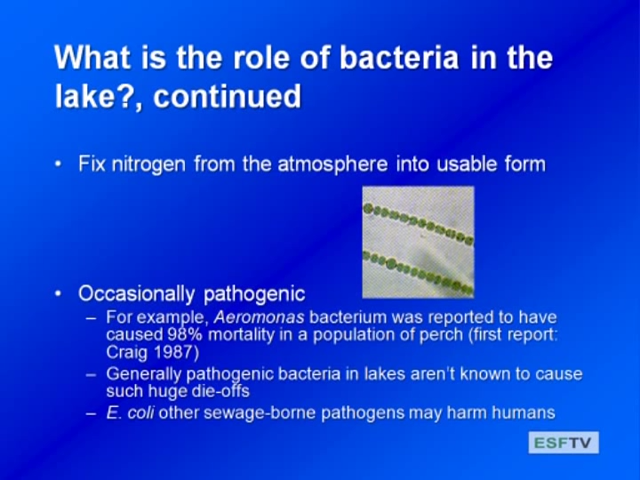 What is the role of bacteria in the
lake?, continued
• Fix nitrogen from the atmosphere into usable form
• Occasionally pathogenic
– For example, Aeromonas bacterium was reported to have
caused 98% mortality in a population of perch (first report:
Craig 1987)
– Generally pathogenic bacteria in lakes aren't known to cause
such huge die-offs
– E. coli other sewage-borne pathogens may harm humans
ESFTV